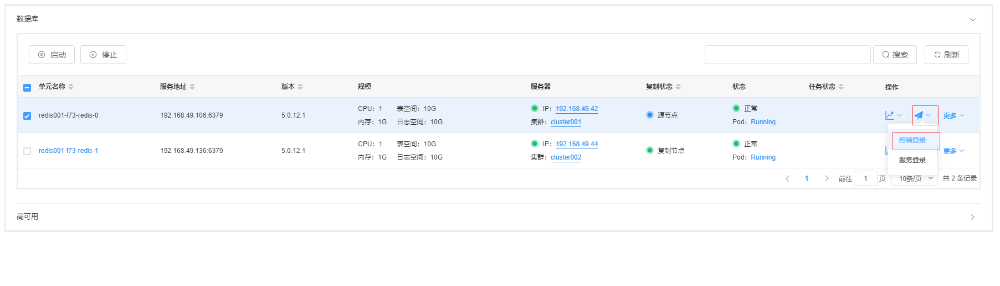 数据库
启动 停止 搜索 刷新
单元名称 服务地址 版本 规模 服务器 复制状态 状态 任务状态 操作
redis001-f73-redis-0 192.168.49.106:6379 5.0.12.1 CPU：1 表空间：10G IP：192.168.49.42 源节点 正常 更多
内存：1G 日志空间：10G 集群：cluster001 Pod：Running
终端登录
redis001-f73-redis-1 192.168.49.136:6379 5.0.12.1 CPU：1 表空间：10G IP：192.168.49.44 复制节点 正常 更多
内存：1G 日志空间：10G 集群：cluster002 Pod：Running
服务登录
1 前往 1 页 10条/页 共 2 条记录
高可用